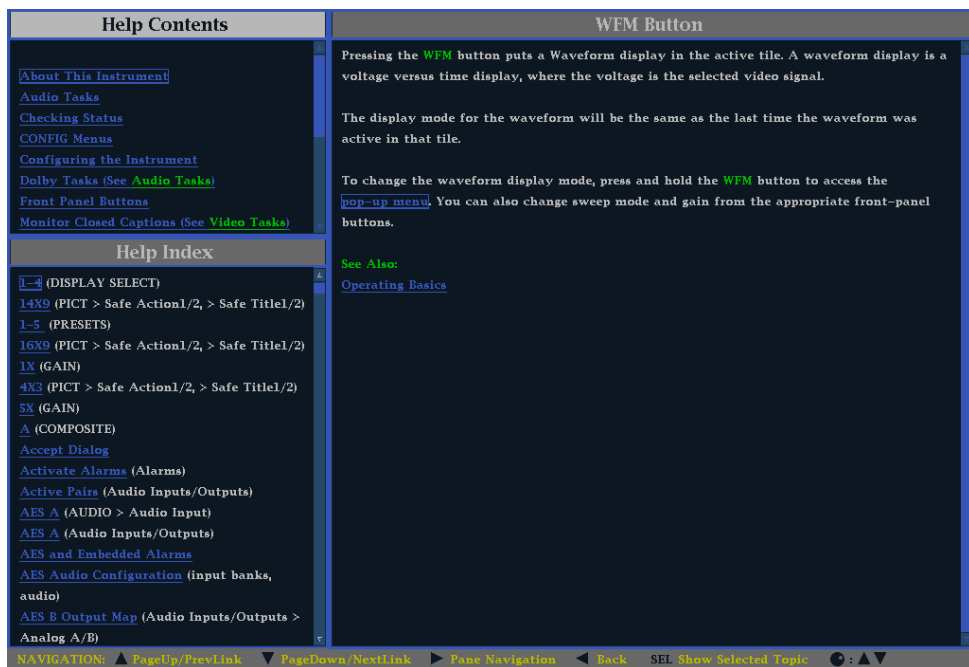 Help Contents
About This Instrument
Audio Tasks
Checking Status
CONFIG Menus
Configuring the Instrument
Dolby Tasks (See Audio Tasks)
Front Panel Buttons
Monitor Closed Captions (See Video Tasks)
Help Index
1-4 (DISPLAY SELECT)
14X9 (PICT > Safe Action1/2, > Safe Title1/2)
1-5 (PRESETS)
16X9 (PICT > Safe Action1/2, > Safe Title1/2)
1X (GAIN)
4X3 (PICT > Safe Action1/2, > Safe Title1/2)
5X (GAIN)
A (COMPOSITE)
Accept Dialog
Activate Alarms (Alarms)
Active Pairs (Audio Inputs/Outputs)
AES A (AUDIO > Audio Input)
AES A (Audio Inputs/Outputs)
AES and Embedded Alarms
AES Audio Configuration (input banks,
audio)
AES B Output Map (Audio Inputs/Outputs >
Analog A/B)
WFM Button
Pressing the WFM button puts a Waveform display in the active tile. A waveform display is a
voltage versus time display, where the voltage is the selected video signal.
The display mode for the waveform will be the same as the last time the waveform was
active in that tile.
To change the waveform display mode, press and hold the WFM button to access the
pop-up menu. You can also change sweep mode and gain from the appropriate front-panel
buttons.
See Also:
Operating Basics
NAVIGATION: ▲ PageUp/PrevLink ▼ PageDown/NextLink ► Pane Navigation ◄ Back SEL Show Selected Topic : ▲▼